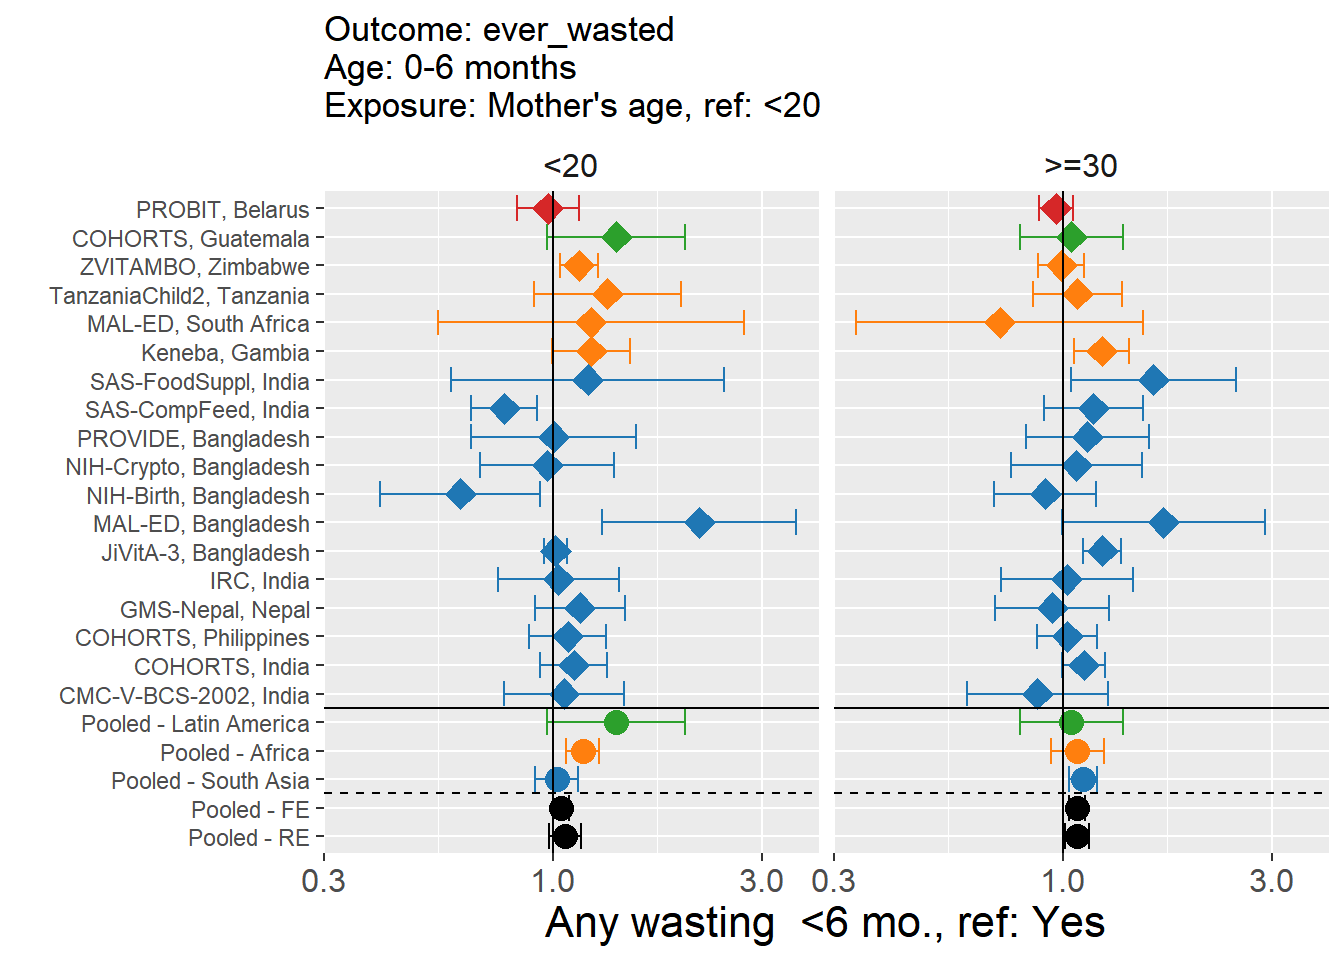 Outcome: ever_wasted
Age: 0-6 months
Exposure: Mother's age, ref: <20
<20 >=30
PROBIT, Belarus
COHORTS, Guatemala
ZVITAMBO, Zimbabwe
TanzaniaChild2, Tanzania
MAL-ED, South Africa
Keneba, Gambia
SAS-FoodSuppl, India
SAS-CompFeed, India
PROVIDE, Bangladesh
NIH-Crypto, Bangladesh
NIH-Birth, Bangladesh
MAL-ED, Bangladesh
JiVitA-3, Bangladesh
IRC, India
GMS-Nepal, Nepal
COHORTS, Philippines
COHORTS, India
CMC-V-BCS-2002, India
Pooled - Latin America
Pooled - Africa
Pooled - South Asia
Pooled - FE
Pooled - RE
0.3 1.0 3.0 0.3 1.0 3.0
Any wasting  <6 mo., ref: Yes